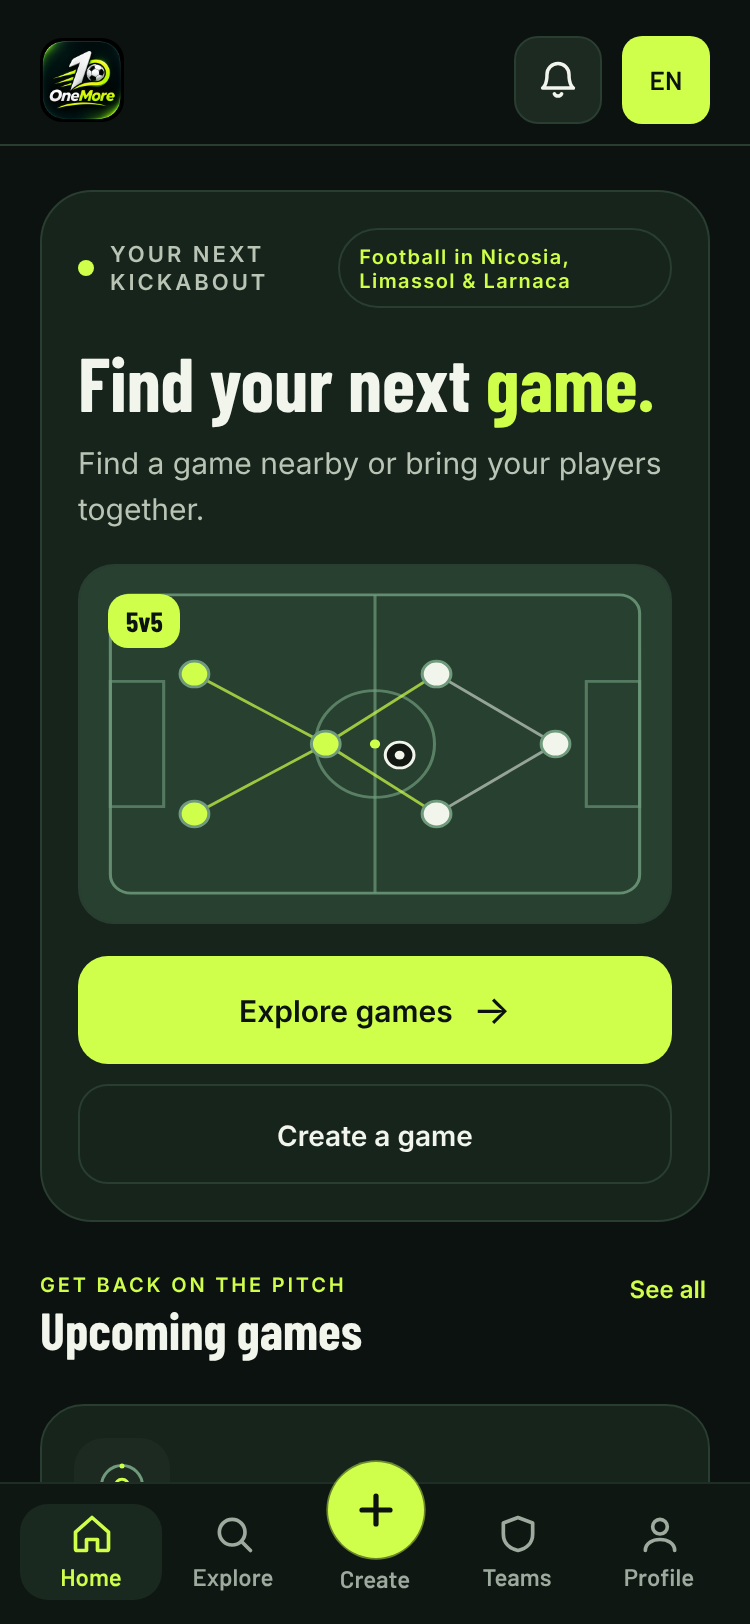 OneMore
EN
YOUR NEXT
KICKABOUT
Football in Nicosia,
Limassol & Larnaca
Find your next game.
Find a game nearby or bring your players
together.
5v5
Explore games →
Create a game
GET BACK ON THE PITCH
See all
Upcoming games
Home
Explore
Create
Teams
Profile